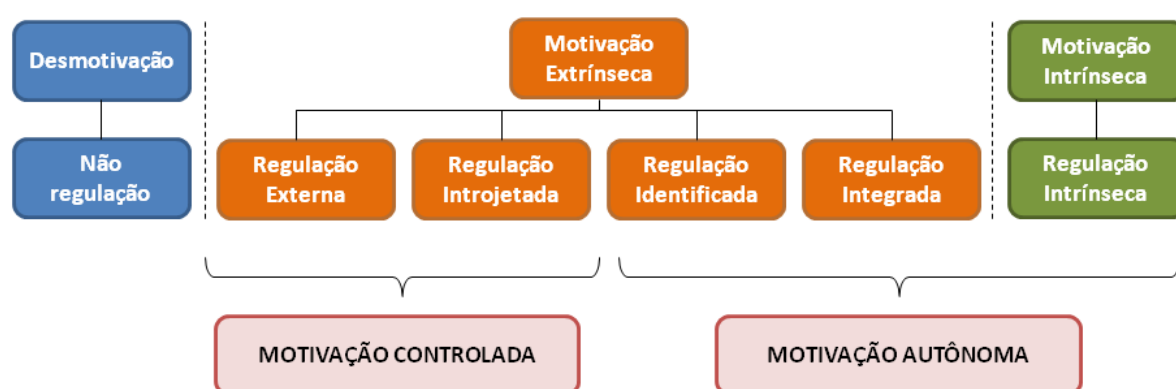 Desmotivação
Motivação
Extrínseca
Motivação
Intrínseca
Não
regulação
Regulação
Externa
Regulação
Introjetada
Regulação
Identificada
Regulação
Integrada
Regulação
Intrínseca
MOTIVAÇÃO CONTROLADA
MOTIVAÇÃO AUTÔNOMA